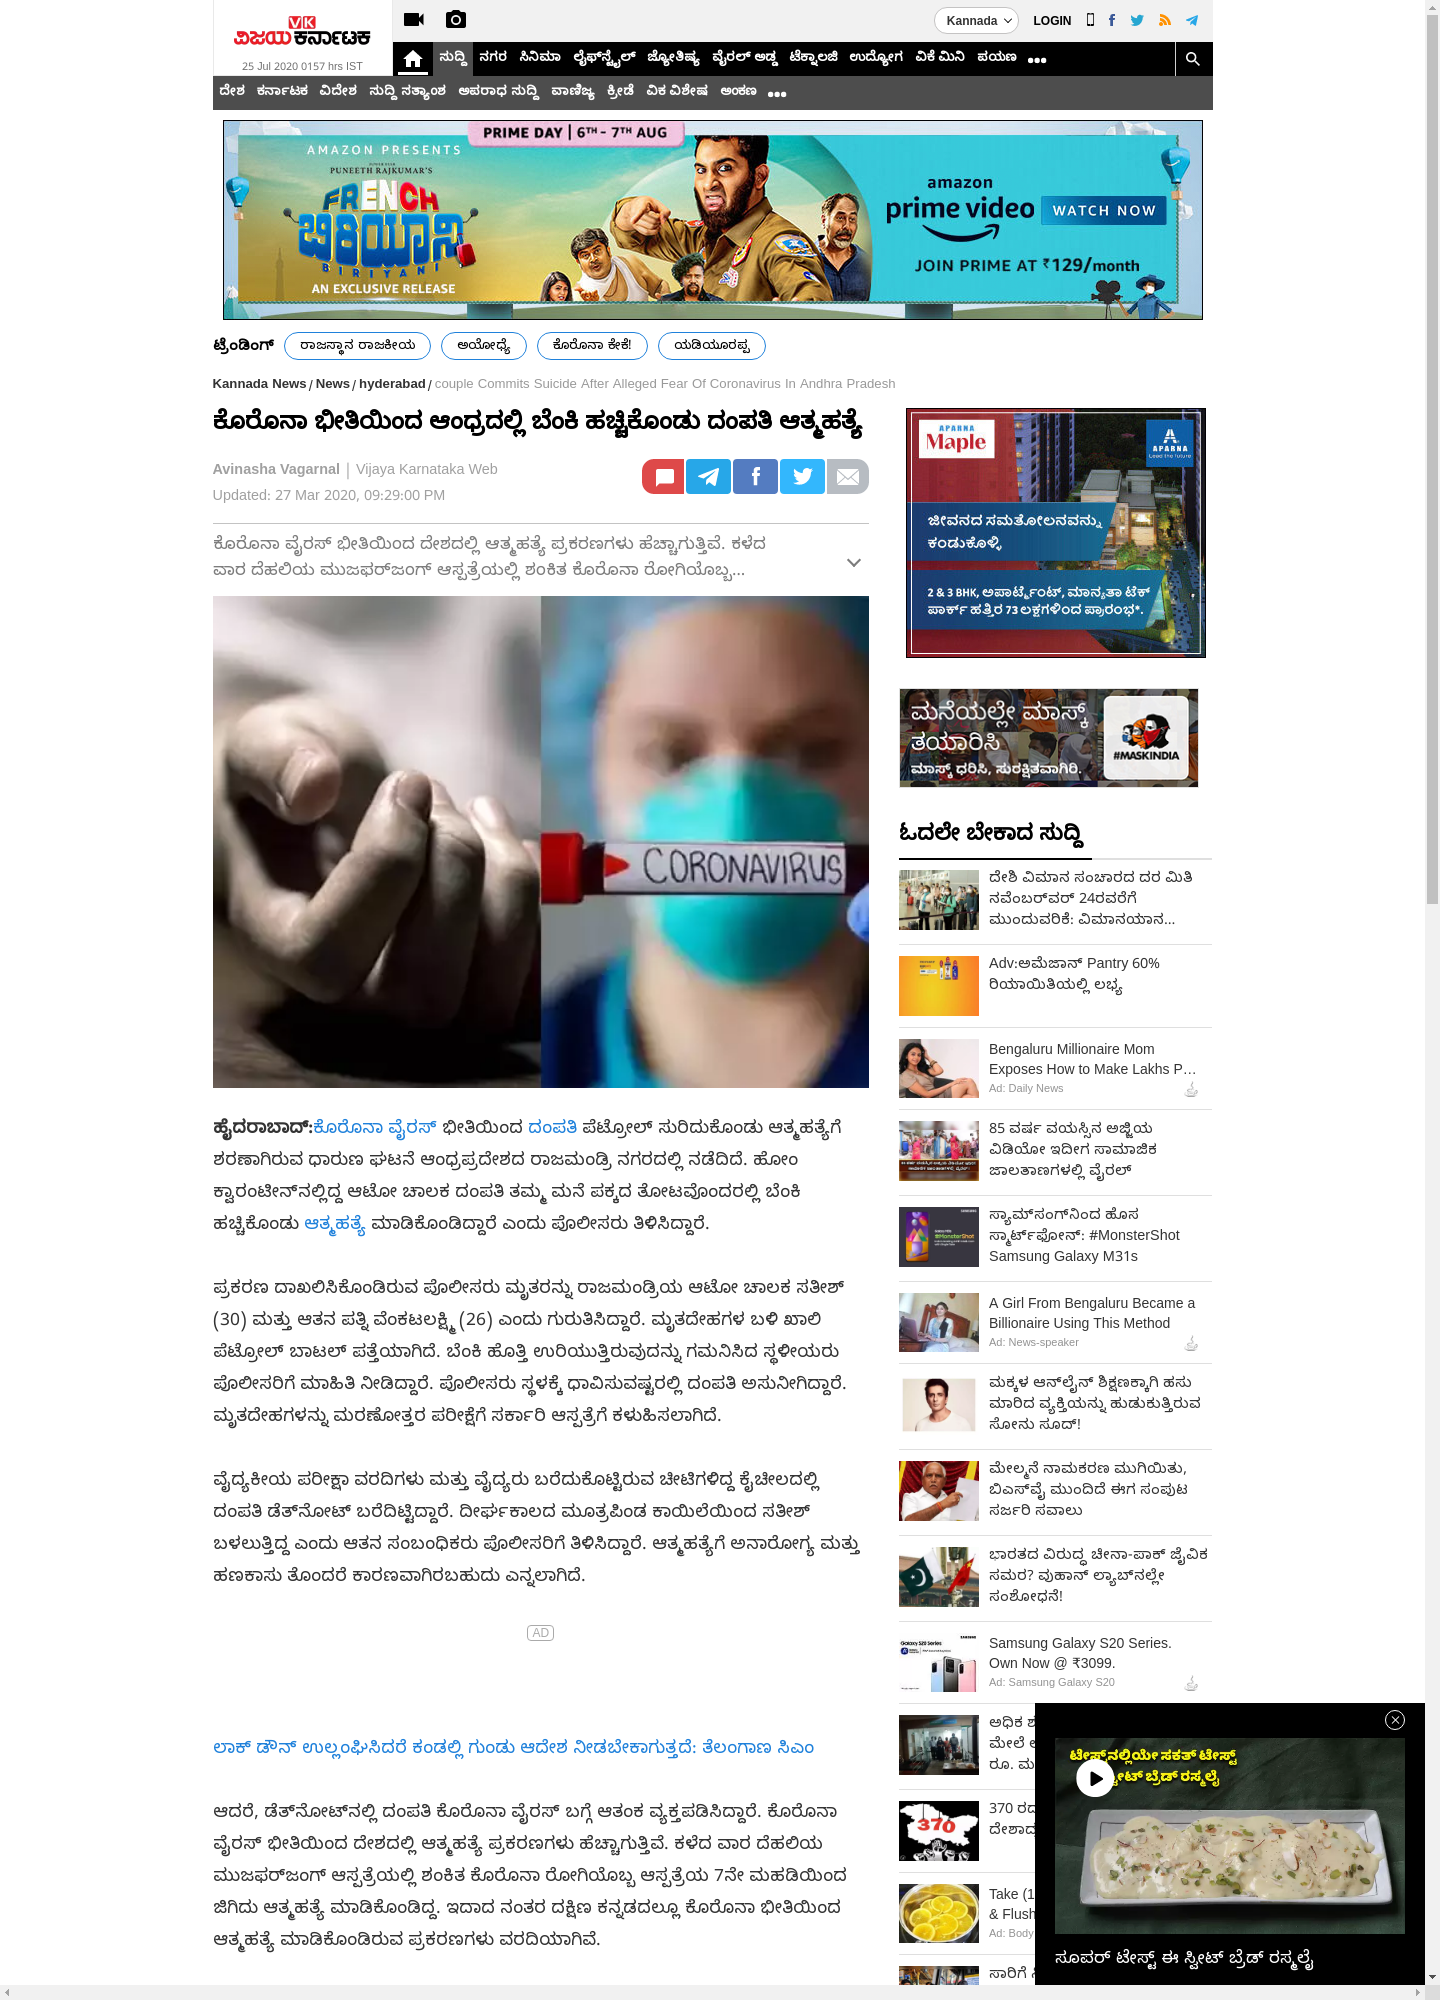 VK
ವಿಜಯ ಕರ್ನಾಟಕ
25 Jul 2020 0157 hrs IST
Kannada
LOGIN
ಸುದ್ದಿ ನಗರ ಸಿನಿಮಾ ಲೈಫ್‌ಸ್ಟೈಲ್ ಜ್ಯೋತಿಷ್ಯ ವೈರಲ್ ಅಡ್ಡ ಟೆಕ್ನಾಲಜಿ ಉದ್ಯೋಗ ವಿಕೆ ಮಿನಿ ಪಯಣ
ದೇಶ ಕರ್ನಾಟಕ ವಿದೇಶ ಸುದ್ದಿ ಸತ್ಯಾಂಶ ಅಪರಾಧ ಸುದ್ದಿ ವಾಣಿಜ್ಯ ಕ್ರೀಡೆ ವಿಕ ವಿಶೇಷ ಅಂಕಣ
PRIME DAY | 6TH - 7TH AUG
AMAZON PRESENTS
PUNEETH RAJKUMAR'S
FRENCH
ಬಿರಿಯಾನಿ
BIRIYANI
AN EXCLUSIVE RELEASE
amazon
prime video
WATCH NOW
JOIN PRIME AT ₹129/month
ಟ್ರೆಂಡಿಂಗ್ ರಾಜಸ್ಥಾನ ರಾಜಕೀಯ ಅಯೋಧ್ಯೆ ಕೊರೊನಾ ಕೇಕೆ! ಯಡಿಯೂರಪ್ಪ
Kannada News / News / hyderabad / couple Commits Suicide After Alleged Fear Of Coronavirus In Andhra Pradesh
ಕೊರೊನಾ ಭೀತಿಯಿಂದ ಆಂಧ್ರದಲ್ಲಿ ಬೆಂಕಿ ಹಚ್ಚಿಕೊಂಡು ದಂಪತಿ ಆತ್ಮಹತ್ಯೆ
Avinasha Vagarnal | Vijaya Karnataka Web
Updated: 27 Mar 2020, 09:29:00 PM
ಕೊರೊನಾ ವೈರಸ್‌ ಭೀತಿಯಿಂದ ದೇಶದಲ್ಲಿ ಆತ್ಮಹತ್ಯೆ ಪ್ರಕರಣಗಳು ಹೆಚ್ಚಾಗುತ್ತಿವೆ. ಕಳೆದ
ವಾರ ದೆಹಲಿಯ ಮುಜಫರ್‌ಜಂಗ್‌ ಆಸ್ಪತ್ರೆಯಲ್ಲಿ ಶಂಕಿತ ಕೊರೊನಾ ರೋಗಿಯೊಬ್ಬ...
CORONAVIRUS
ಹೈದರಾಬಾದ್‌:ಕೊರೊನಾ ವೈರಸ್‌ ಭೀತಿಯಿಂದ ದಂಪತಿ ಪೆಟ್ರೋಲ್‌ ಸುರಿದುಕೊಂಡು ಆತ್ಮಹತ್ಯೆಗೆ
ಶರಣಾಗಿರುವ ಧಾರುಣ ಘಟನೆ ಆಂಧ್ರಪ್ರದೇಶದ ರಾಜಮಂಡ್ರಿ ನಗರದಲ್ಲಿ ನಡೆದಿದೆ. ಹೋಂ
ಕ್ವಾರಂಟೀನ್‌ನಲ್ಲಿದ್ದ ಆಟೋ ಚಾಲಕ ದಂಪತಿ ತಮ್ಮ ಮನೆ ಪಕ್ಕದ ತೋಟವೊಂದರಲ್ಲಿ ಬೆಂಕಿ
ಹಚ್ಚಿಕೊಂಡು ಆತ್ಮಹತ್ಯೆ ಮಾಡಿಕೊಂಡಿದ್ದಾರೆ ಎಂದು ಪೊಲೀಸರು ತಿಳಿಸಿದ್ದಾರೆ.
ಪ್ರಕರಣ ದಾಖಲಿಸಿಕೊಂಡಿರುವ ಪೊಲೀಸರು ಮೃತರನ್ನು ರಾಜಮಂಡ್ರಿಯ ಆಟೋ ಚಾಲಕ ಸತೀಶ್‌
(30) ಮತ್ತು ಆತನ ಪತ್ನಿ ವೆಂಕಟಲಕ್ಷ್ಮಿ (26) ಎಂದು ಗುರುತಿಸಿದ್ದಾರೆ. ಮೃತದೇಹಗಳ ಬಳಿ ಖಾಲಿ
ಪೆಟ್ರೋಲ್‌ ಬಾಟಲ್‌ ಪತ್ತೆಯಾಗಿದೆ. ಬೆಂಕಿ ಹೊತ್ತಿ ಉರಿಯುತ್ತಿರುವುದನ್ನು ಗಮನಿಸಿದ ಸ್ಥಳೀಯರು
ಪೊಲೀಸರಿಗೆ ಮಾಹಿತಿ ನೀಡಿದ್ದಾರೆ. ಪೊಲೀಸರು ಸ್ಥಳಕ್ಕೆ ಧಾವಿಸುವಷ್ಟರಲ್ಲಿ ದಂಪತಿ ಅಸುನೀಗಿದ್ದಾರೆ.
ಮೃತದೇಹಗಳನ್ನು ಮರಣೋತ್ತರ ಪರೀಕ್ಷೆಗೆ ಸರ್ಕಾರಿ ಆಸ್ಪತ್ರೆಗೆ ಕಳುಹಿಸಲಾಗಿದೆ.
ವೈದ್ಯಕೀಯ ಪರೀಕ್ಷಾ ವರದಿಗಳು ಮತ್ತು ವೈದ್ಯರು ಬರೆದುಕೊಟ್ಟಿರುವ ಚೀಟಿಗಳಿದ್ದ ಕೈಚೀಲದಲ್ಲಿ
ದಂಪತಿ ಡೆತ್‌ನೋಟ್‌ ಬರೆದಿಟ್ಟಿದ್ದಾರೆ. ದೀರ್ಘಕಾಲದ ಮೂತ್ರಪಿಂಡ ಕಾಯಿಲೆಯಿಂದ ಸತೀಶ್‌
ಬಳಲುತ್ತಿದ್ದ ಎಂದು ಆತನ ಸಂಬಂಧಿಕರು ಪೊಲೀಸರಿಗೆ ತಿಳಿಸಿದ್ದಾರೆ. ಆತ್ಮಹತ್ಯೆಗೆ ಅನಾರೋಗ್ಯ ಮತ್ತು
ಹಣಕಾಸು ತೊಂದರೆ ಕಾರಣವಾಗಿರಬಹುದು ಎನ್ನಲಾಗಿದೆ.
AD
ಲಾಕ್‌ ಡೌನ್‌ ಉಲ್ಲಂಘಿಸಿದರೆ ಕಂಡಲ್ಲಿ ಗುಂಡು ಆದೇಶ ನೀಡಬೇಕಾಗುತ್ತದೆ: ತೆಲಂಗಾಣ ಸಿಎಂ
ಆದರೆ, ಡೆತ್‌ನೋಟ್‌ನಲ್ಲಿ ದಂಪತಿ ಕೊರೊನಾ ವೈರಸ್‌ ಬಗ್ಗೆ ಆತಂಕ ವ್ಯಕ್ತಪಡಿಸಿದ್ದಾರೆ. ಕೊರೊನಾ
ವೈರಸ್‌ ಭೀತಿಯಿಂದ ದೇಶದಲ್ಲಿ ಆತ್ಮಹತ್ಯೆ ಪ್ರಕರಣಗಳು ಹೆಚ್ಚಾಗುತ್ತಿವೆ. ಕಳೆದ ವಾರ ದೆಹಲಿಯ
ಮುಜಫರ್‌ಜಂಗ್‌ ಆಸ್ಪತ್ರೆಯಲ್ಲಿ ಶಂಕಿತ ಕೊರೊನಾ ರೋಗಿಯೊಬ್ಬ ಆಸ್ಪತ್ರೆಯ 7ನೇ ಮಹಡಿಯಿಂದ
ಜಿಗಿದು ಆತ್ಮಹತ್ಯೆ ಮಾಡಿಕೊಂಡಿದ್ದ. ಇದಾದ ನಂತರ ದಕ್ಷಿಣ ಕನ್ನಡದಲ್ಲೂ ಕೊರೊನಾ ಭೀತಿಯಿಂದ
ಆತ್ಮಹತ್ಯೆ ಮಾಡಿಕೊಂಡಿರುವ ಪ್ರಕರಣಗಳು ವರದಿಯಾಗಿವೆ.
APARNA
Maple
APARNA
Lead the future
ಜೀವನದ ಸಮತೋಲನವನ್ನು
ಕಂಡುಕೊಳ್ಳಿ
2 & 3 BHK, ಅಪಾರ್ಟ್ಮೆಂಟ್, ಮಾನ್ಯತಾ ಟೆಕ್
ಪಾರ್ಕ್ ಹತ್ತಿರ 73 ಲಕ್ಷಗಳಿಂದ ಪ್ರಾರಂಭ*.
ಮನೆಯಲ್ಲೇ ಮಾಸ್ಕ್
ತಯಾರಿಸಿ
ಮಾಸ್ಕ್ ಧರಿಸಿ, ಸುರಕ್ಷಿತವಾಗಿರಿ.
#MASKINDIA
ಓದಲೇ ಬೇಕಾದ ಸುದ್ದಿ
ದೇಶಿ ವಿಮಾನ ಸಂಚಾರದ ದರ ಮಿತಿ
ನವೆಂಬರ್‌ವರ್‌ 24ರವರೆಗೆ
ಮುಂದುವರಿಕೆ: ವಿಮಾನಯಾನ...
Adv:ಅಮೆಜಾನ್ Pantry 60%
ರಿಯಾಯಿತಿಯಲ್ಲಿ ಲಭ್ಯ
Bengaluru Millionaire Mom
Exposes How to Make Lakhs P…
Ad: Daily News
85 ವರ್ಷ ವಯಸ್ಸಿನ ಅಜ್ಜಿಯ
ವಿಡಿಯೋ ಇದೀಗ ಸಾಮಾಜಿಕ
ಜಾಲತಾಣಗಳಲ್ಲಿ ವೈರಲ್
#MonsterShot
ಸ್ಯಾಮ್‌ಸಂಗ್‌ನಿಂದ ಹೊಸ
ಸ್ಮಾರ್ಟ್‌ಫೋನ್: #MonsterShot
Samsung Galaxy M31s
A Girl From Bengaluru Became a
Billionaire Using This Method
Ad: News-speaker
ಮಕ್ಕಳ ಆನ್‌ಲೈನ್‌ ಶಿಕ್ಷಣಕ್ಕಾಗಿ ಹಸು
ಮಾರಿದ ವ್ಯಕ್ತಿಯನ್ನು ಹುಡುಕುತ್ತಿರುವ
ಸೋನು ಸೂದ್‌!
ಮೇಲ್ಮನೆ ನಾಮಕರಣ ಮುಗಿಯಿತು,
ಬಿಎಸ್‌ವೈ ಮುಂದಿದೆ ಈಗ ಸಂಪುಟ
ಸರ್ಜರಿ ಸವಾಲು
ಭಾರತದ ವಿರುದ್ಧ ಚೀನಾ-ಪಾಕ್‌ ಜೈವಿಕ
ಸಮರ? ವುಹಾನ್‌ ಲ್ಯಾಬ್‌ನಲ್ಲೇ
ಸಂಶೋಧನೆ!
Galaxy S20 Series
SAMSUNG
Samsung Galaxy S20 Series.
Own Now @ ₹3099.
Ad: Samsung Galaxy S20
ಅಧಿಕ
ಮೇಲೆ
ರೂ.
370
370
Take (1
& Flush
Ad: Body
ಸಾರಿಗೆ
ಟೇಸ್ಟ್‌ನಲ್ಲಿಯೇ ಸಕತ್ ಟೇಸ್ಟ್
ಬ್ರೆಡ್ ರಸ್ಮಲೈ
ಸೂಪರ್ ಟೇಸ್ಟ್‌ ಈ ಸ್ವೀಟ್ ಬ್ರೆಡ್ ರಸ್ಮಲೈ